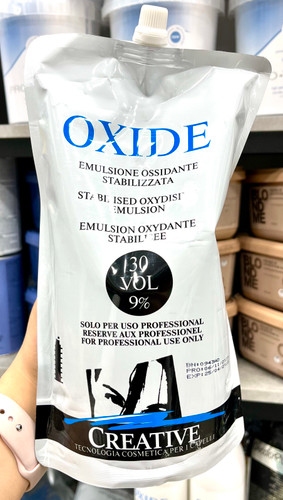 OXIDE
EMULSIONE OSSIDANTE
STABILIZZATA
STABILISED OXYDISI
EMULSION
EMULSION OXYDANTE
STABILISEE
30
VOL
9%
SOLO PER USO PROFESSIONAL
RESERVE AUX PROFESSIONEL
FOR PROFESSIONAL USE ONLY
CREATIVE
TECNOLOGIA COSMETICA PER I CAPELLI